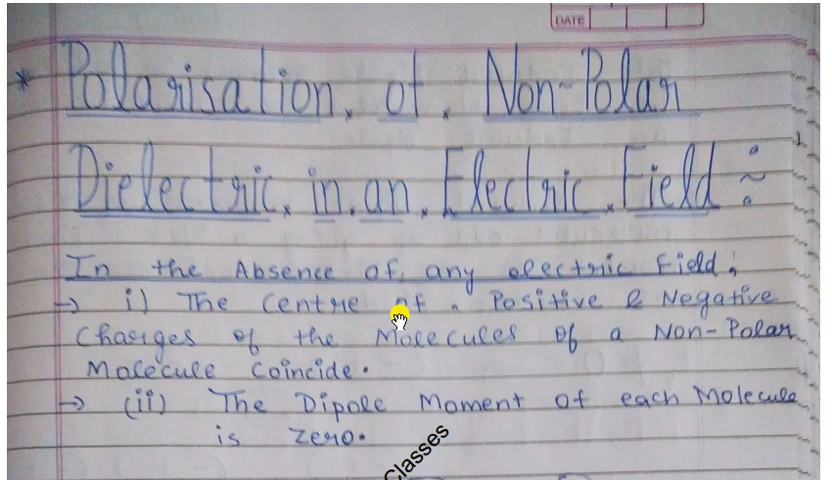 DATE
* Polarisation of Non-Polar
Dielectric in an Electric Field :~
In the Absence of any electric Field,
→ i) The Centre of Positive & Negative
Charges of the Molecules of a Non-Polar
Molecule Coincide.
→ (ii) The Dipole Moment of each Molecule
is Zero.
Classes